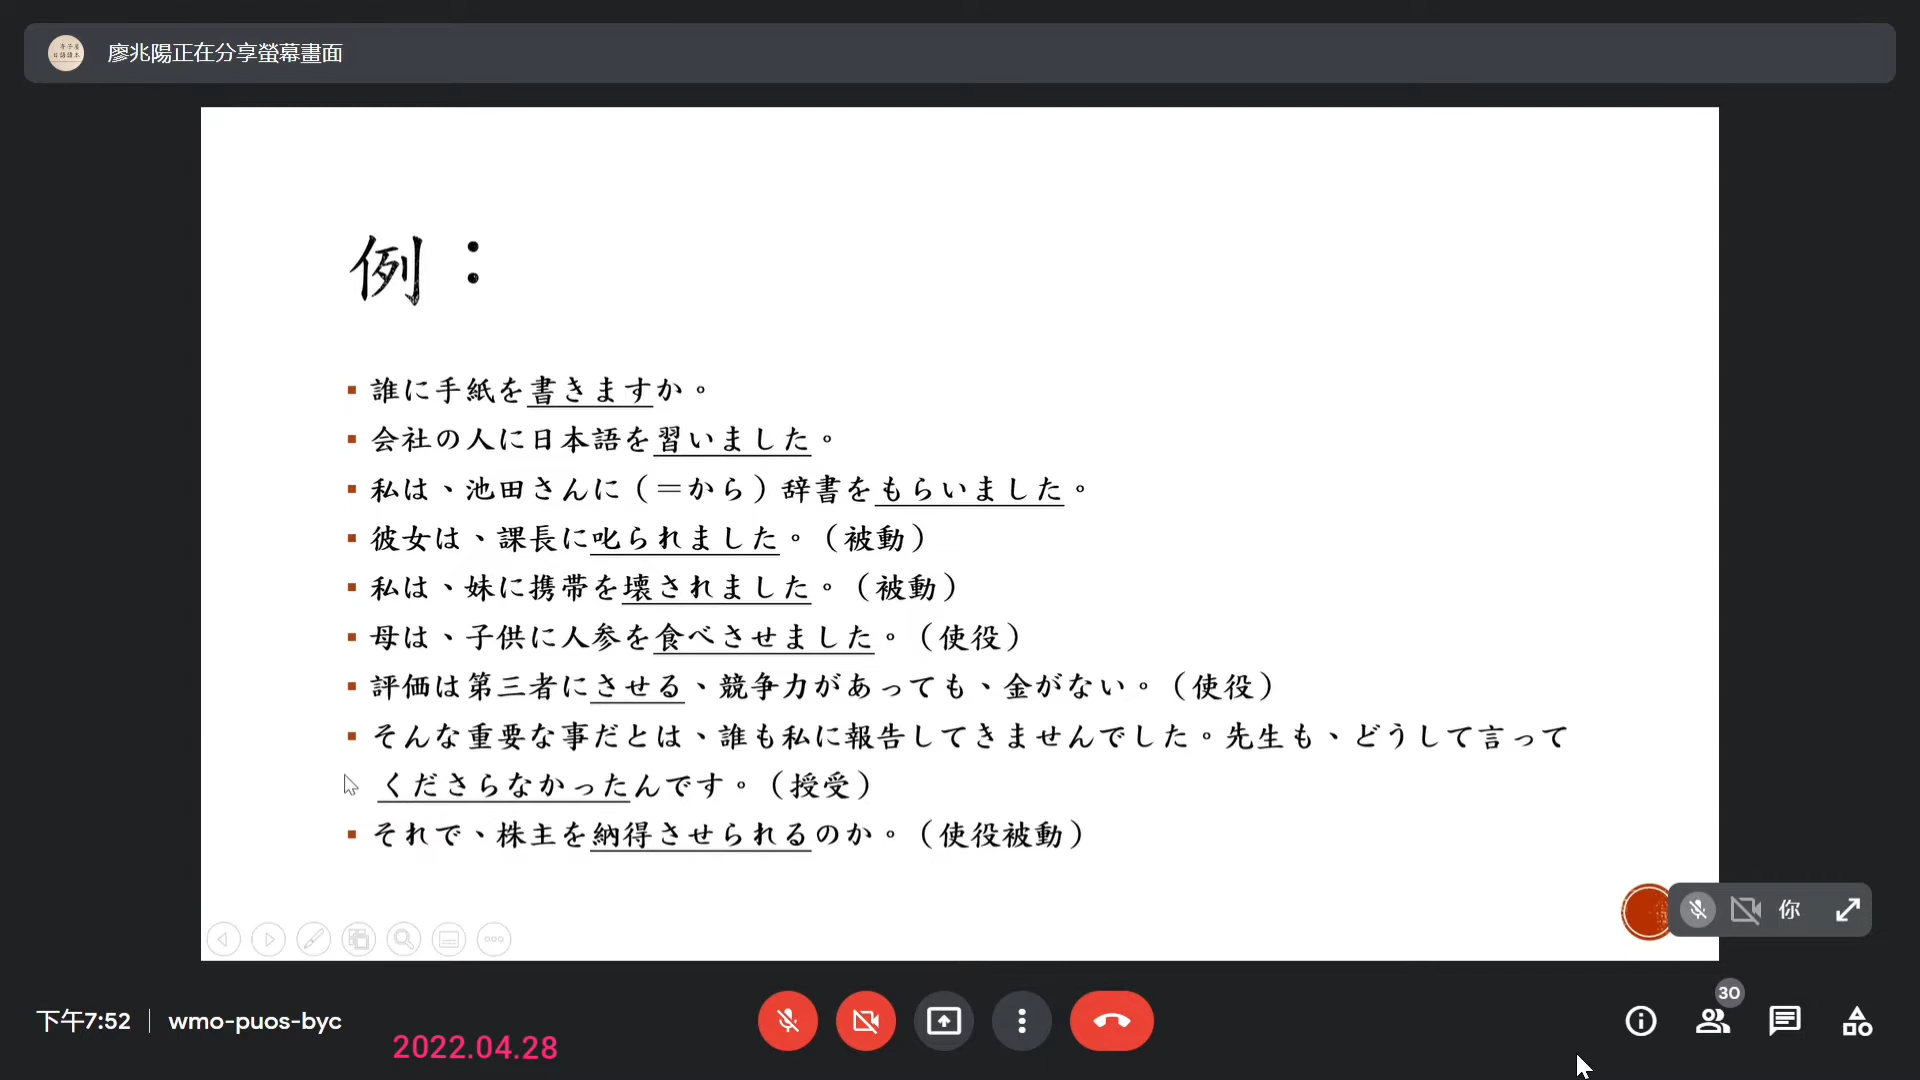 廖兆陽正在分享螢幕畫面
例：
誰に手紙を書きますか。
会社の人に日本語を習いました。
私は、池田さんに（＝から）辞書をもらいました。
彼女は、課長に叱られました。（被動）
私は、妹に携帯を壊されました。（被動）
母は、子供に人参を食べさせました。（使役）
評価は第三者にさせる、競争力があっても、金がない。（使役）
そんな重要な事だとは、誰も私に報告してきませんでした。先生も、どうして言って
くださらなかったんです。（授受）
それで、株主を納得させられるのか。（使役被動）
你
30
下午7:52 | wmo-puos-byc
2022.04.28